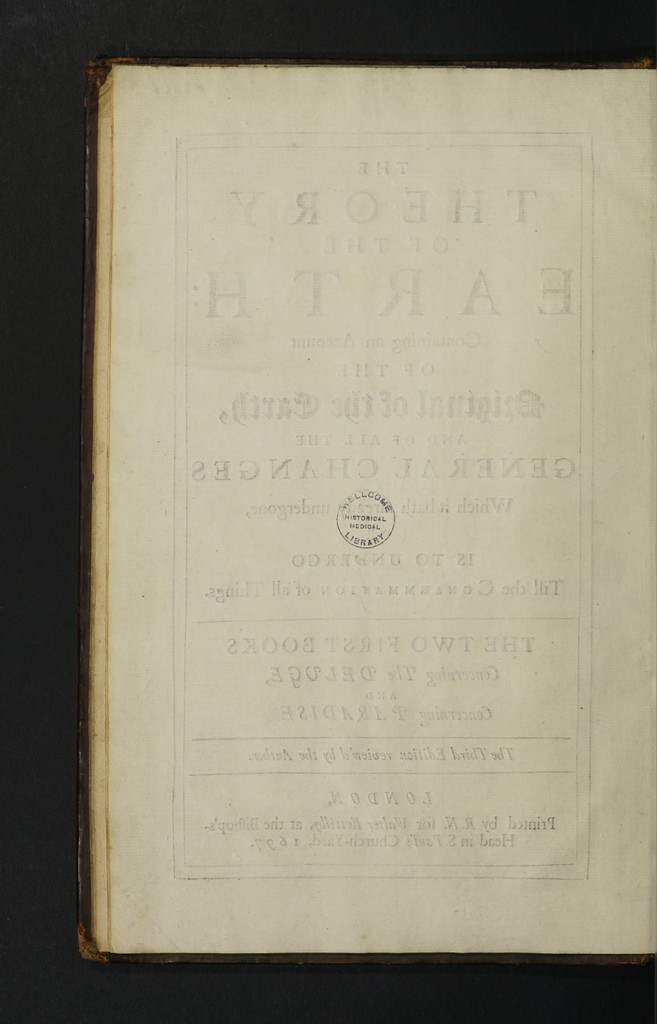 THE
THEORY
OF THE
EARTH:
Containing an Account
OF THE
Original of the Earth,
AND OF ALL THE
GENERAL CHANGES
Which it hath already undergone,
WELLCOME
HISTORICAL
MEDICAL
LIBRARY
IS TO UNDERGO
Till the CONSUMMATION of all Things.
THE TWO FIRST BOOKS
Concerning The DELUGE,
AND
Concerning PARADISE
The Third Edition review'd by the Author.
LONDON,
Printed by R. N. for Walter Kettilby, at the Bishop's-
Head in S. Paul's Church-Yard, 1697.